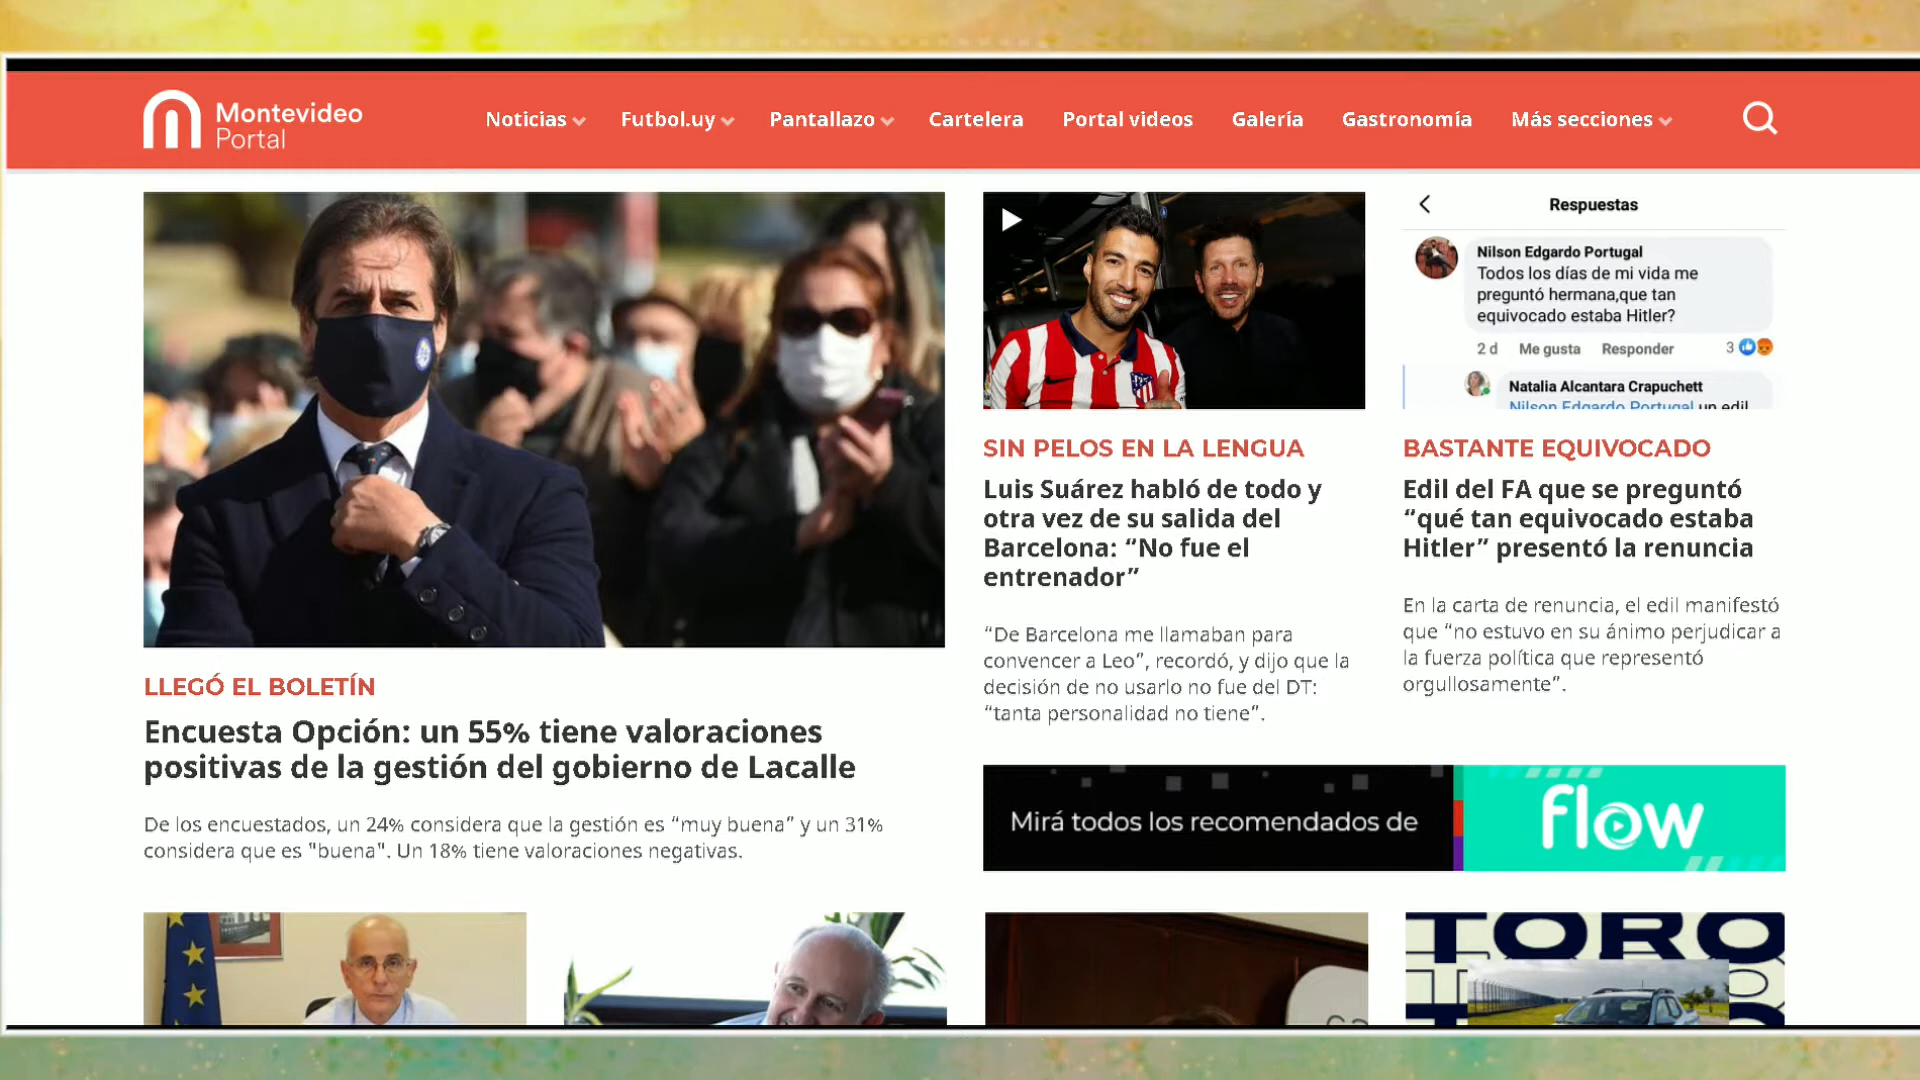 Montevideo
Portal
Noticias
Futbol.uy
Pantallazo
Cartelera
Portal videos
Galería
Gastronomía
Más secciones
LLEGÓ EL BOLETÍN
Encuesta Opción: un 55% tiene valoraciones
positivas de la gestión del gobierno de Lacalle
De los encuestados, un 24% considera que la gestión es “muy buena” y un 31%
considera que es "buena". Un 18% tiene valoraciones negativas.
SIN PELOS EN LA LENGUA
Luis Suárez habló de todo y
otra vez de su salida del
Barcelona: “No fue el
entrenador”
“De Barcelona me llamaban para
convencer a Leo”, recordó, y dijo que la
decisión de no usarlo no fue del DT:
“tanta personalidad no tiene”.
Respuestas
Nilson Edgardo Portugal
Todos los días de mi vida me
preguntó hermana,que tan
equivocado estaba Hitler?
2 d Me gusta Responder 3
Natalia Alcantara Crapuchett
Nilson Edgardo Portugal un edil
BASTANTE EQUIVOCADO
Edil del FA que se preguntó
“qué tan equivocado estaba
Hitler” presentó la renuncia
En la carta de renuncia, el edil manifestó
que “no estuvo en su ánimo perjudicar a
la fuerza política que representó
orgullosamente”.
Mirá todos los recomendados de
flow
TORO